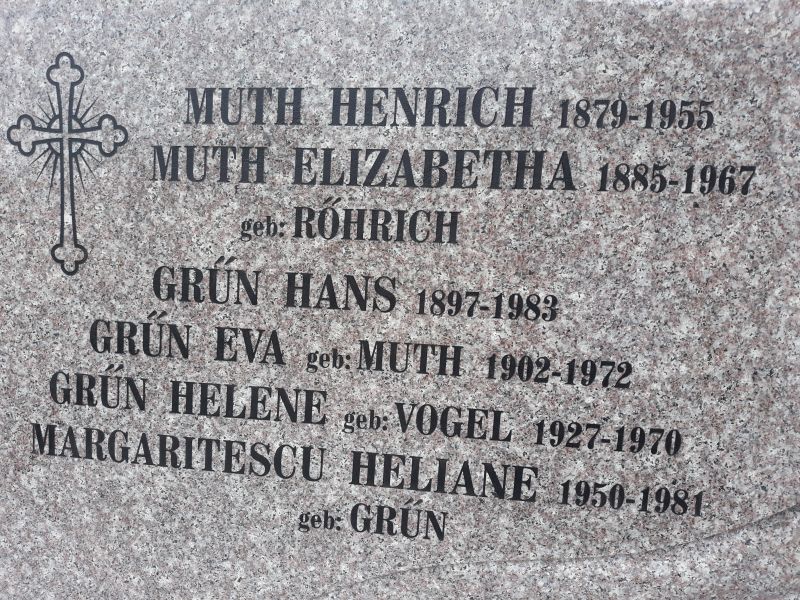 MUTH HENRICH 1879-1955
MUTH ELIZABETHA 1885-1967
geb: RŐHRICH
GRŰN HANS 1897-1983
GRŰN EVA geb: MUTH 1902-1972
GRŰN HELENE geb: VOGEL 1927-1970
MARGARITESCU HELIANE 1950-1981
geb: GRŰN